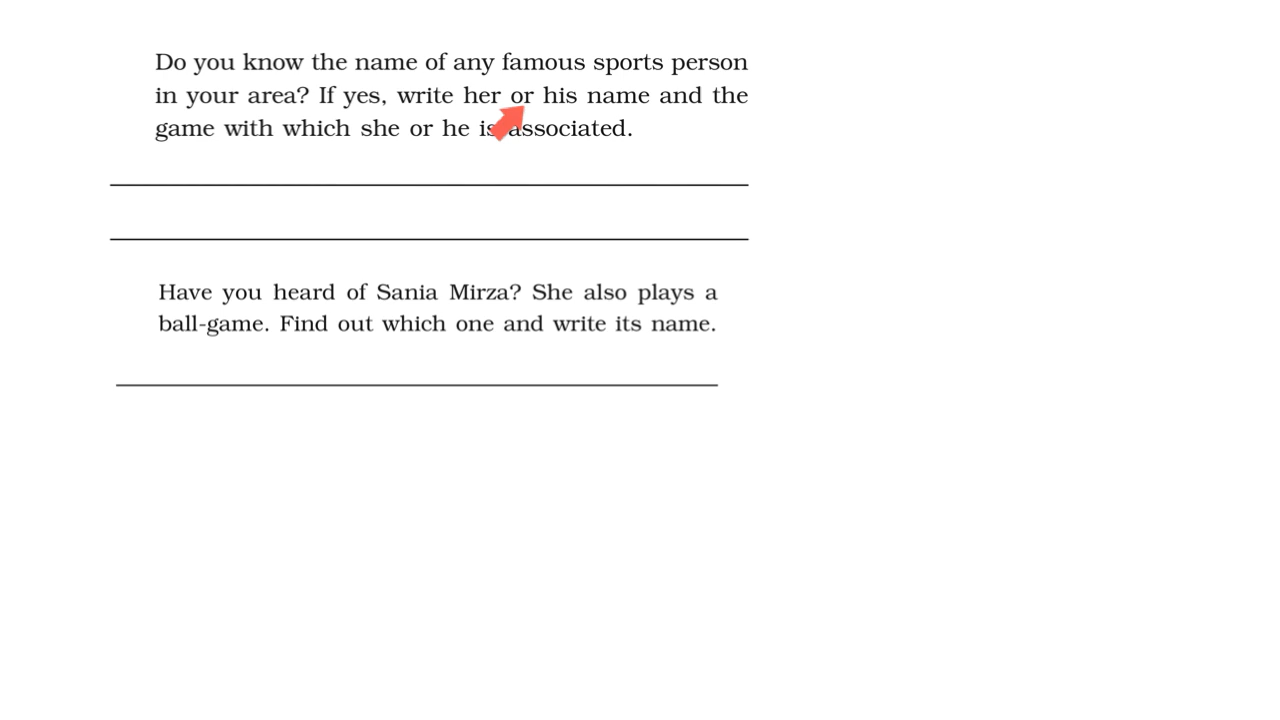 Do you know the name of any famous sports person
in your area? If yes, write her or his name and the
game with which she or he is associated.
Have you heard of Sania Mirza? She also plays a
ball-game. Find out which one and write its name.